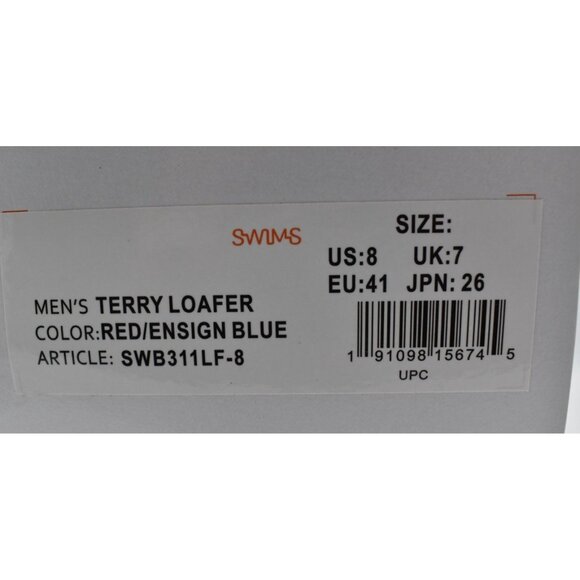 SWIMS
SIZE:
US:8 UK:7
EU:41 JPN: 26
MEN'S TERRY LOAFER
COLOR:RED/ENSIGN BLUE
ARTICLE: SWB311LF-8
1 91098 15674 5
UPC